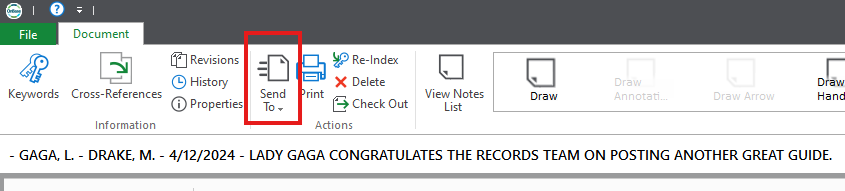 OnBase
File Document
Keywords
Cross-References
Revisions
History
Properties
Information
Send
To
Print
Re-Index
Delete
Check Out
Actions
View Notes
List
Draw
Draw
Annotati...
Draw Arrow
Draw
Hand
- GAGA, L. - DRAKE, M. - 4/12/2024 - LADY GAGA CONGRATULATES THE RECORDS TEAM ON POSTING ANOTHER GREAT GUIDE.